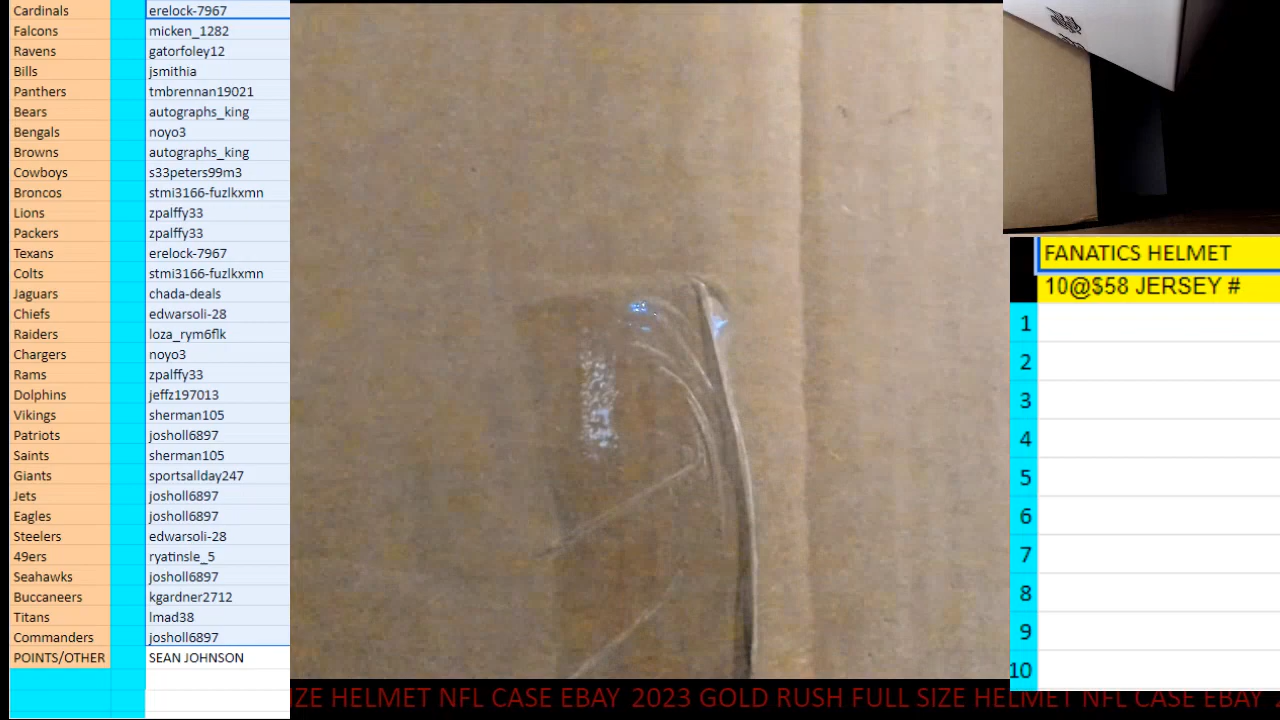 Cardinals erelock-7967
Falcons micken_1282
Ravens gatorfoley12
Bills jsmithia
Panthers tmbrennan19021
Bears autographs_king
Bengals noyo3
Browns autographs_king
Cowboys s33peters99m3
Broncos stmi3166-fuzlkxmn
Lions zpalffy33
Packers zpalffy33
Texans erelock-7967
Colts stmi3166-fuzlkxmn
Jaguars chada-deals
Chiefs edwarsoli-28
Raiders loza_rym6flk
Chargers noyo3
Rams zpalffy33
Dolphins jeffz197013
Vikings sherman105
Patriots josholl6897
Saints sherman105
Giants sportsallday247
Jets josholl6897
Eagles josholl6897
Steelers edwarsoli-28
49ers ryatinsle_5
Seahawks josholl6897
Buccaneers kgardner2712
Titans lmad38
Commanders josholl6897
POINTS/OTHER SEAN JOHNSON
FANATICS HELMET
10@$58 JERSEY #
1
2
3
4
5
6
7
8
9
10
IZE HELMET NFL CASE EBAY 2023 GOLD RUSH FULL SIZE HELMET NFL CASE EBAY